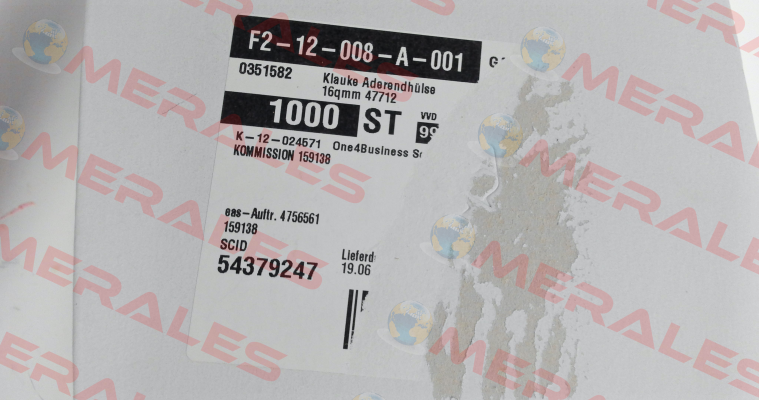 F2-12-008-A-001
0351582
Klauke Aderendhülse
16qmm 47712
1000 ST
VVD
99
K-12-024571 One4Business
KOMMISSION 159138
eas-Auftr. 4756561
159138
SCID
54379247
19.06
MERALES
MERALES
MERALES
MERALES
MERALES
MERALES